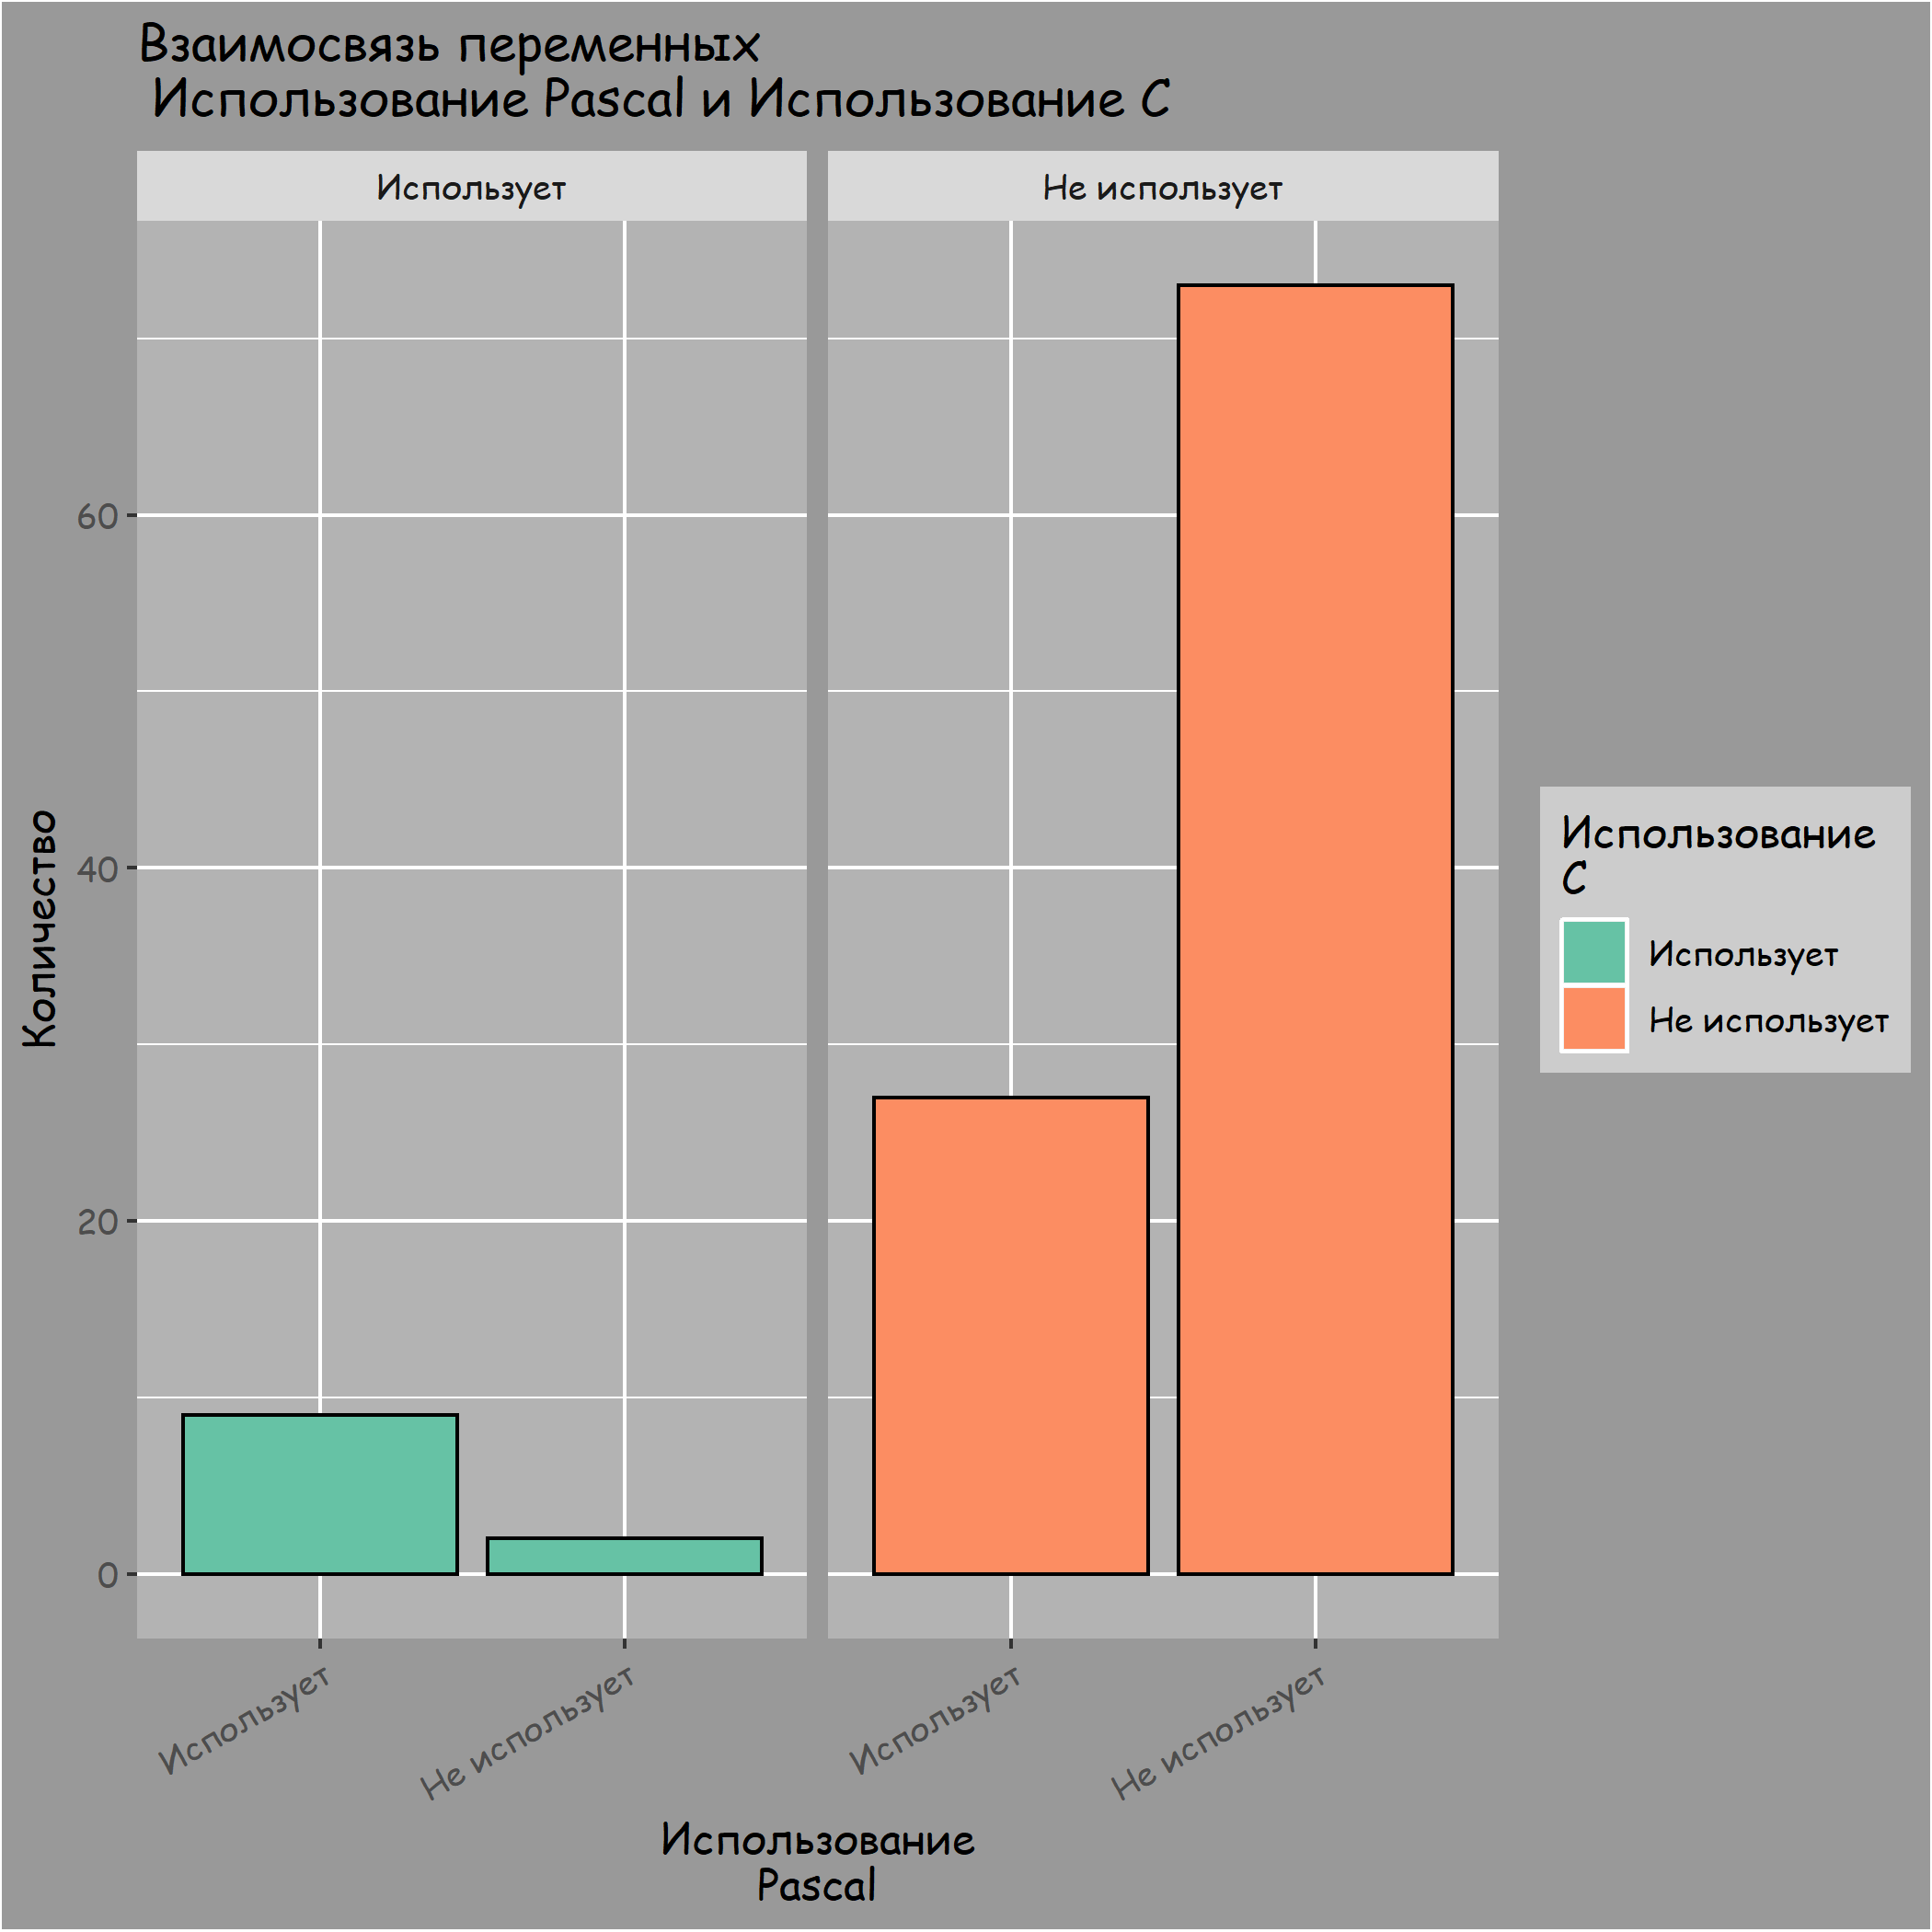 Взаимосвязь переменных
Использование Pascal и Использование C
Использует
Не использует
Количество
60
40
20
0
Использует
Не использует
Использует
Не использует
Использование
Pascal
Использование
C
Использует
Не использует